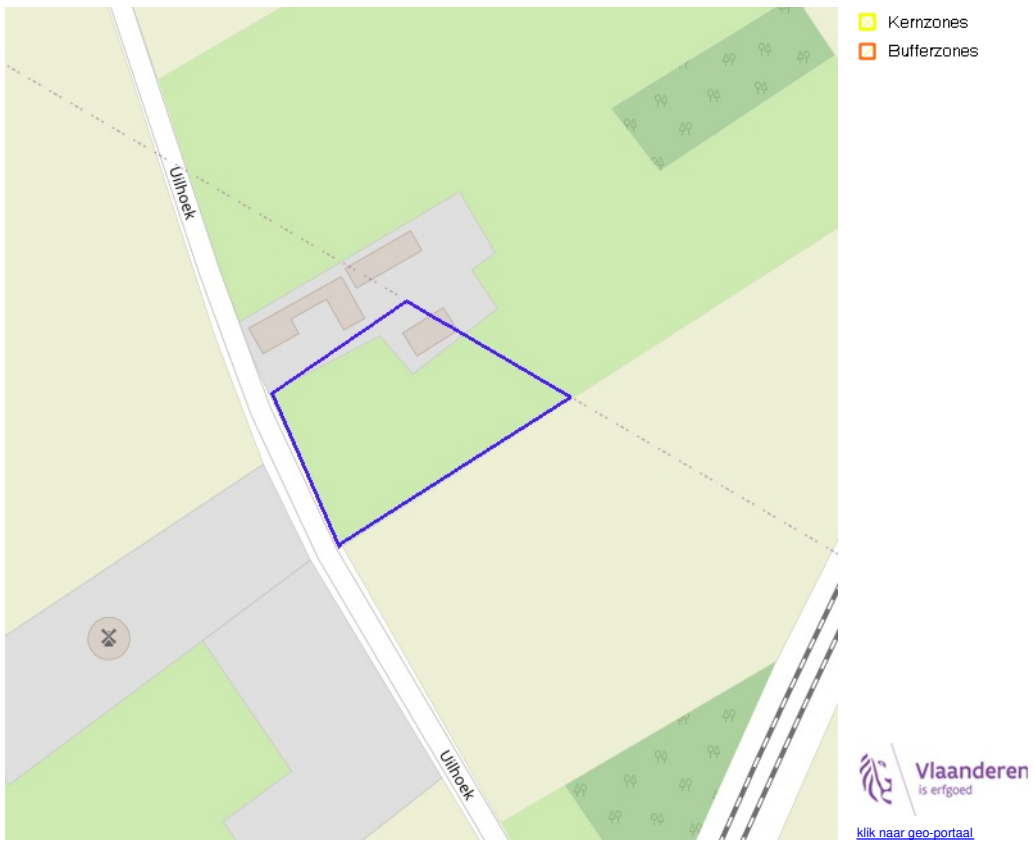 Kernzones
Bufferzones
Uilhoek
Uilhoek
Vlaanderen
is erfgoed
klik naar geo-portaal